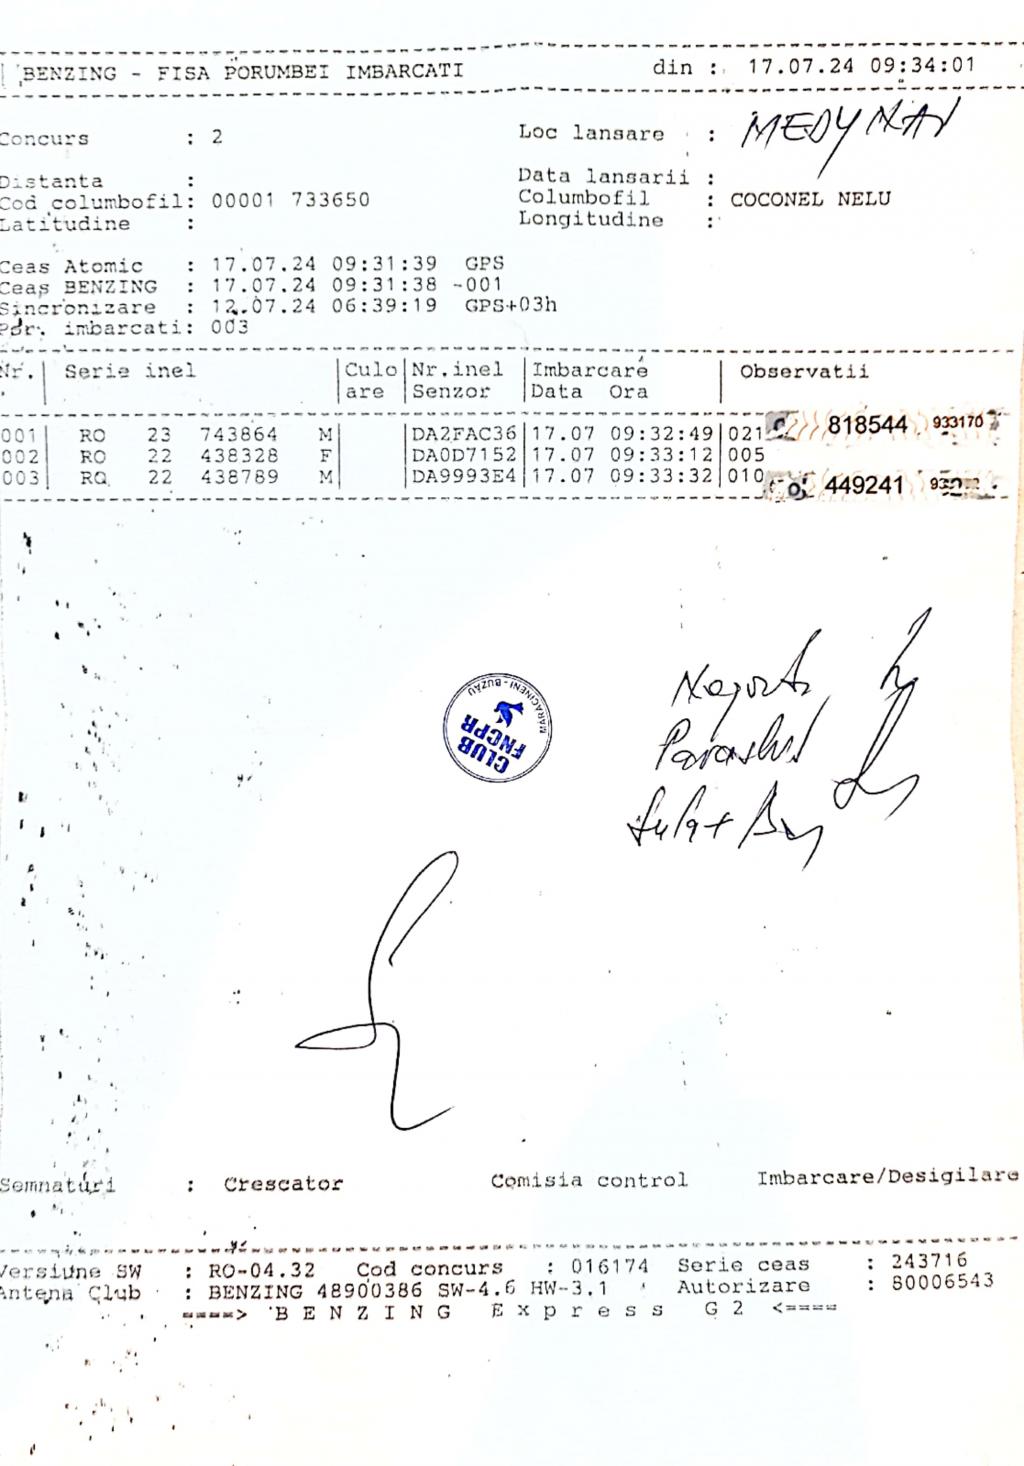 BENZING - FISA PORUMBEI IMBARCATI din : 17.07.24 09:34:01
Concurs : 2 Loc lansare : MEDYNAV
Distanta : Data lansarii :
Cod columbofil: 00001 733650 Columbofil : COCONEL NELU
Latitudine : Longitudine :
Ceas Atomic : 17.07.24 09:31:39 GPS
Ceas BENZING : 17.07.24 09:31:38 -001
Sincronizare : 12.07.24 06:39:19 GPS+03h
Por. imbarcati: 003
Nr. Serie inel Culo Nr.inel Imbarcare Observatii
are Senzor Data Ora
001 RO 23 743864 M DA2FAC36 17.07 09:32:49 021 818544 933170
002 RO 22 438328 F DA0D7152 17.07 09:33:12 005
003 RO 22 438789 M DA9993E4 17.07 09:33:32 010 449241
MARACINENI - BUZAU
CLUB
FNCPR
Semnaturi : Crescator Comisia control Imbarcare/Desigilare
Versiune SW : RO-04.32 Cod concurs : 016174 Serie ceas : 243716
Antena Club : BENZING 48900386 SW-4.6 HW-3.1 Autorizare : 80006543
====> BENZING Express G2 <====